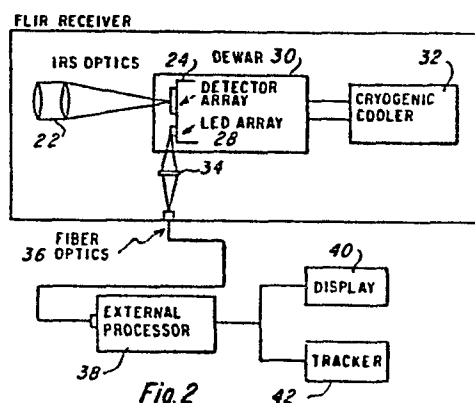 FLIR RECEIVER
IRS OPTICS
22
24
DEWAR
30
DETECTOR
ARRAY
LED ARRAY
28
32
CRYOGENIC
COOLER
34
36
FIBER
OPTICS
EXTERNAL
PROCESSOR
38
40
DISPLAY
TRACKER
42
Fig.2